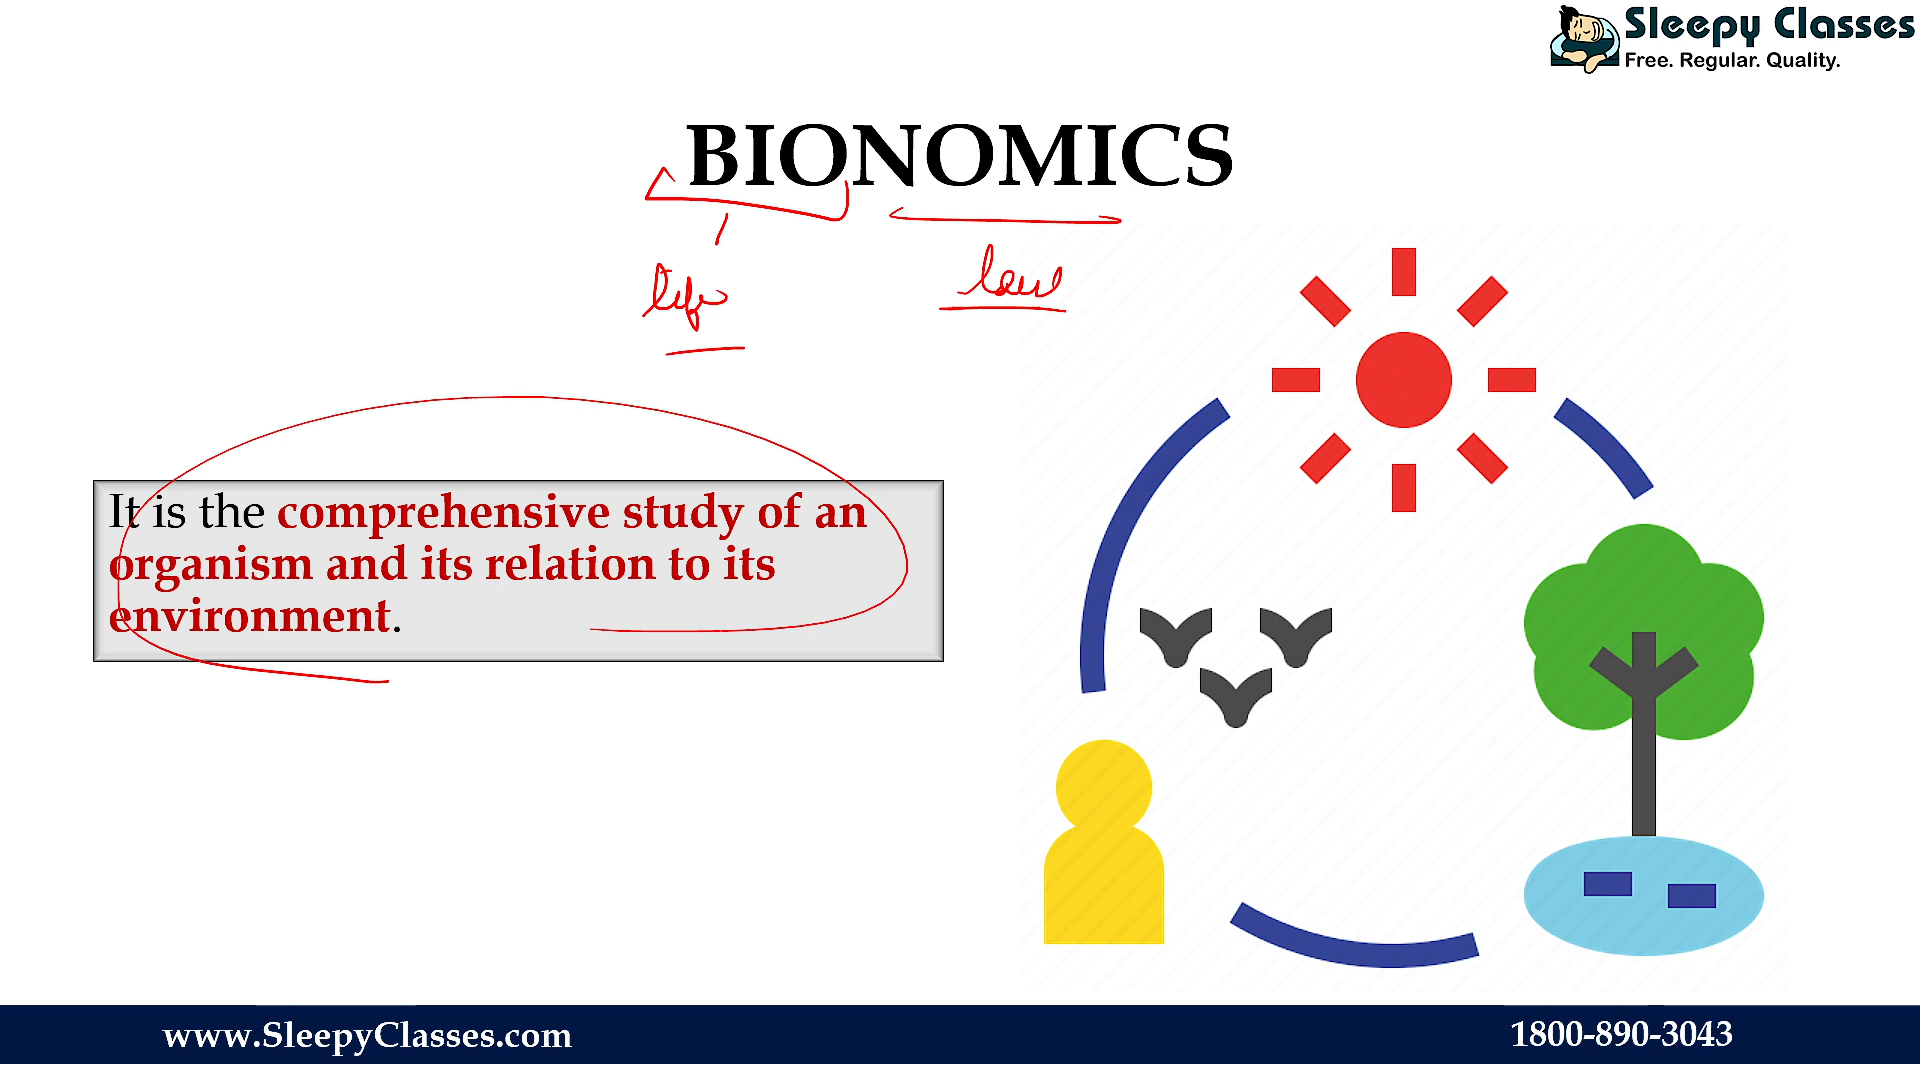 Sleepy Classes
Free. Regular. Quality.
BIONOMICS
life
law
It is the comprehensive study of an
organism and its relation to its
environment.
www.SleepyClasses.com
1800-890-3043